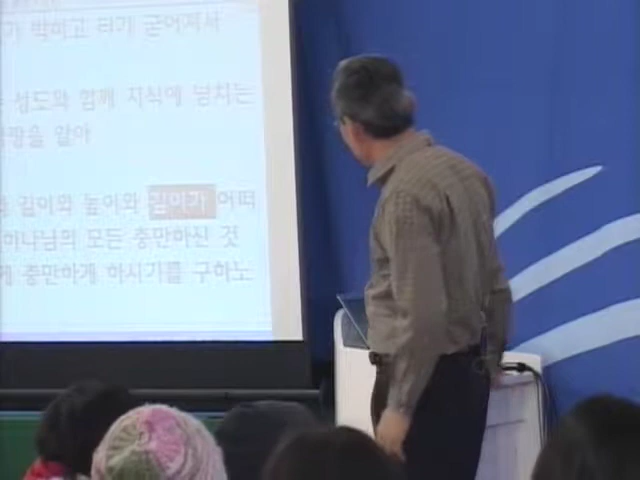 가 박히고 터가 굳어져서
성도와 함께 지식에 넘치는
사랑을 알아
길이와 높이와 깊이가 어떠
하나님의 모든 충만하신 것
충만하게 하시기를 구하노